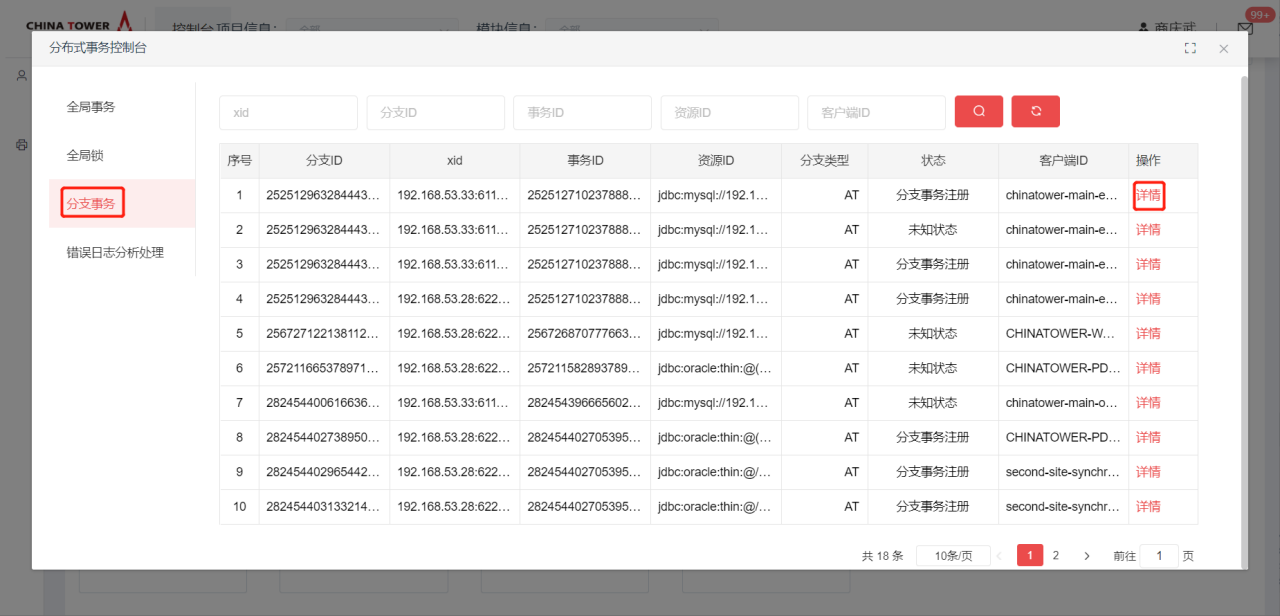 CHINA TOWER
控制台 项目信息： 全部 模块信息： 全部 商庆武 99+
分布式事务控制台
全局事务
全局锁
分支事务
错误日志分析处理
xid 分支ID 事务ID 资源ID 客户端ID
序号 分支ID xid 事务ID 资源ID 分支类型 状态 客户端ID 操作
1 252512963284443... 192.168.53.33:611... 252512710237888... jdbc:mysql://192.1... AT 分支事务注册 chinatower-main-e... 详情
2 252512963284443... 192.168.53.33:611... 252512710237888... jdbc:mysql://192.1... AT 未知状态 chinatower-main-e... 详情
3 252512963284443... 192.168.53.33:611... 252512710237888... jdbc:mysql://192.1... AT 分支事务注册 chinatower-main-e... 详情
4 252512963284443... 192.168.53.28:622... 252512710237888... jdbc:mysql://192.1... AT 分支事务注册 chinatower-main-e... 详情
5 256727122138112... 192.168.53.28:622... 256726870777663... jdbc:mysql://192.1... AT 未知状态 CHINATOWER-W... 详情
6 257211665378971... 192.168.53.28:622... 257211582893789... jdbc:oracle:thin:@(... AT 未知状态 CHINATOWER-PD... 详情
7 282454400616636... 192.168.53.33:611... 282454396665602... jdbc:mysql://192.1... AT 未知状态 chinatower-main-o... 详情
8 282454402738950... 192.168.53.28:622... 282454402705395... jdbc:oracle:thin:@(... AT 分支事务注册 CHINATOWER-PD... 详情
9 282454402965442... 192.168.53.28:622... 282454402705395... jdbc:oracle:thin:@/... AT 分支事务注册 second-site-synchr... 详情
10 282454403133214... 192.168.53.28:622... 282454402705395... jdbc:oracle:thin:@/... AT 分支事务注册 second-site-synchr... 详情
共 18 条 10条/页 1 2 前往 1 页